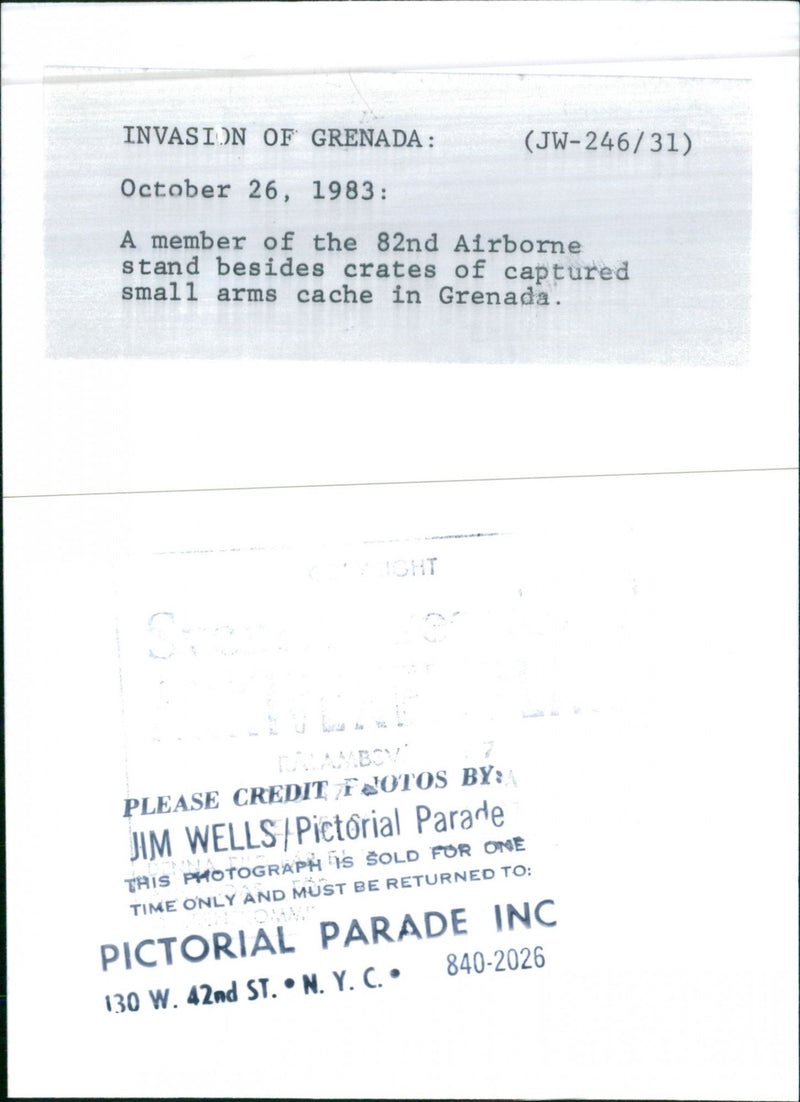 INVASION OF GRENADA: (JW-246/31)
October 26, 1983:
A member of the 82nd Airborne
stand besides crates of captured
small arms cache in Grenada.
PLEASE CREDIT PHOTOS BY:
JIM WELLS/Pictorial Parade
THIS PHOTOGRAPH IS SOLD FOR ONE
TIME ONLY AND MUST BE RETURNED TO:
PICTORIAL PARADE INC
130 W. 42nd ST. • N. Y. C. • 840-2026